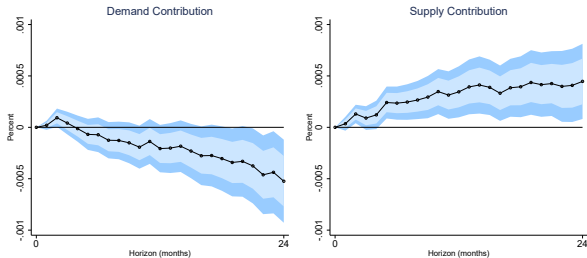 Demand Contribution
.001
.0005
0
-.0005
-.001
Percent
0
24
Horizon (months)
Supply Contribution
.001
.0005
0
-.0005
-.001
Percent
0
24
Horizon (months)